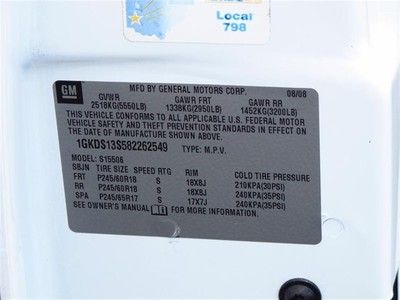 Local
798
GM
MFD BY GENERAL MOTORS CORP. 08/08
GVWR GAWR FRT GAWR RR
2518KG(5550LB) 1338KG(2950LB) 1452KG(3200LB)
THIS VEHICLE CONFORMS TO ALL APPLICABLE U.S. FEDERAL MOTOR
VEHICLE SAFETY AND THEFT PREVENTION STANDARDS IN EFFECT ON THE
DATE OF MANUFACTURE SHOWN ABOVE.
1GKDS13S582262549 TYPE: M.P.V.
MODEL: S15506
SBJN TIRE SIZE SPEED RTG RIM COLD TIRE PRESSURE
FRT P245/60R18 S 18X8J 210KPA(30PSI)
RR P245/60R18 S 18X8J 240KPA(35PSI)
SPA P245/65R17 S 17X7J 240KPA(35PSI)
SEE OWNER'S MANUAL FOR MORE INFORMATION.